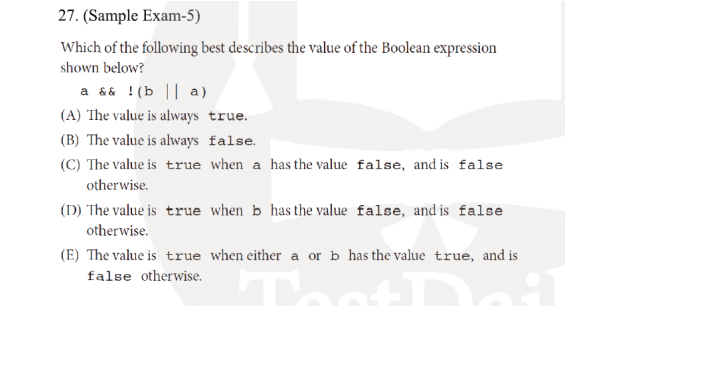 27. (Sample Exam-5)
Which of the following best describes the value of the Boolean expression
shown below?
a && !(b || a)
(A) The value is always true.
(B) The value is always false.
(C) The value is true when a has the value false, and is false
otherwise.
(D) The value is true when b has the value false, and is false
otherwise.
(E) The value is true when either a or b has the value true, and is
false otherwise.